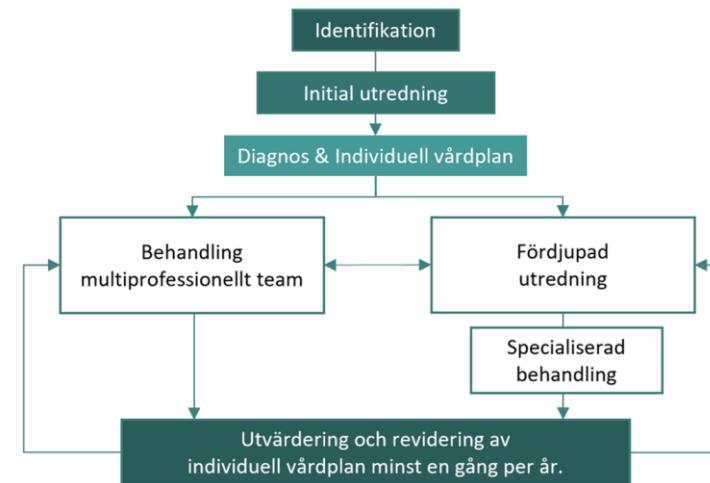 Identifikation
Initial utredning
Diagnos & Individuell vårdplan
Behandling
multiprofessionellt team
Fördjupad
utredning
Specialiserad
behandling
Utvärdering och revidering av
individuell vårdplan minst en gång per år.